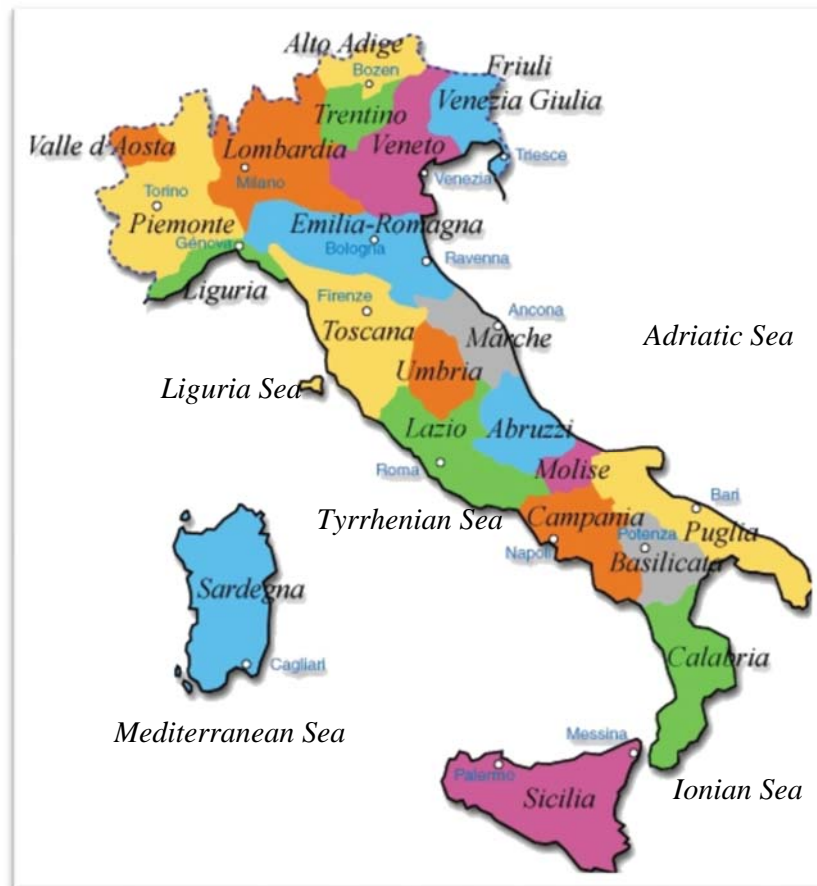 Alto Adige
Bozen
Friuli
Venezia Giulia
Trentino
Valle d'Aosta
Lombardia
Veneto
Triesce
Milano
Venezia
Torino
Piemonte
Emilia-Romagna
Génova
Bologna
Ravenna
Liguria
Firenze
Toscana
Ancona
Marche
Adriatic Sea
Umbria
Liguria Sea
Lazio
Abruzzi
Roma
Molise
Bari
Tyrrhenian Sea
Campania
Puglia
Potenza
Napoli
Basilicata
Sardegna
Cagliari
Calabria
Mediterranean Sea
Messina
Palermo
Sicilia
Ionian Sea